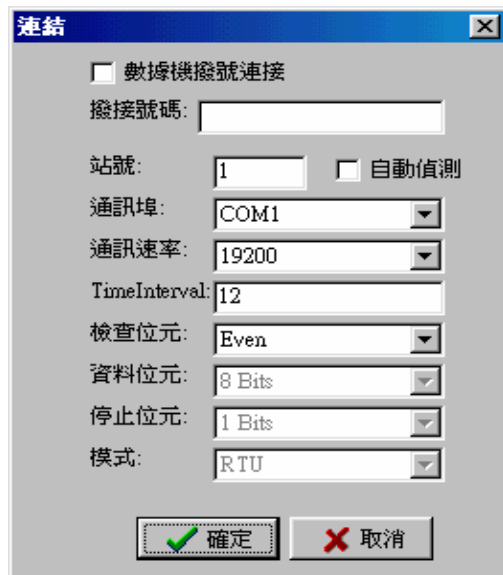 連結
數據機撥號連接
撥接號碼:
站號: 1 自動偵測
通訊埠: COM1
通訊速率: 19200
TimeInterval: 12
檢查位元: Even
資料位元: 8 Bits
停止位元: 1 Bits
模式: RTU
確定 取消